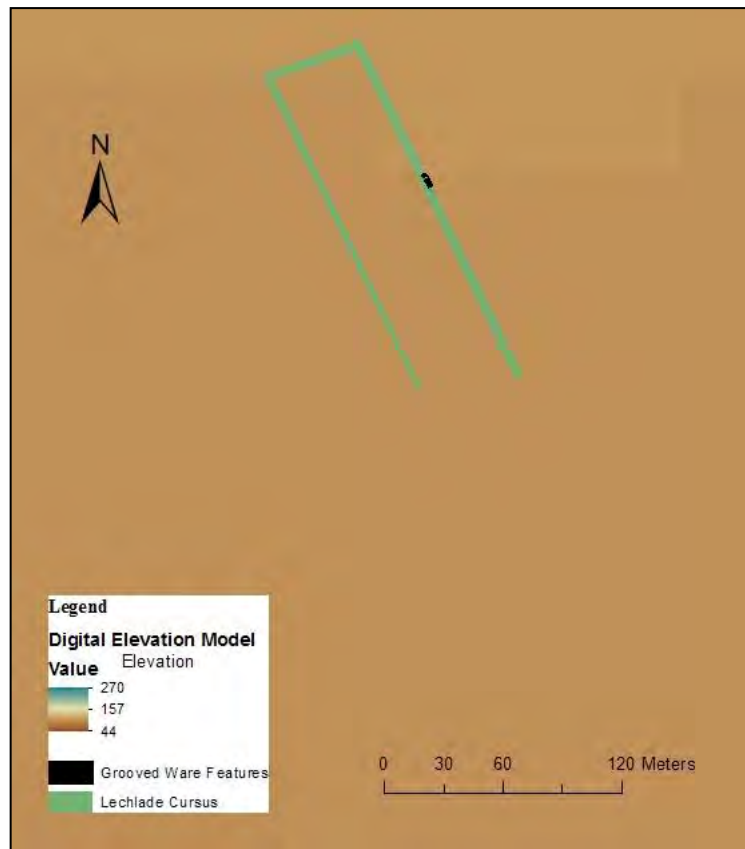 N
Legend
Digital Elevation Model
Value Elevation
270
157
44
Grooved Ware Features
Lechlade Cursus
0 30 60 120 Meters